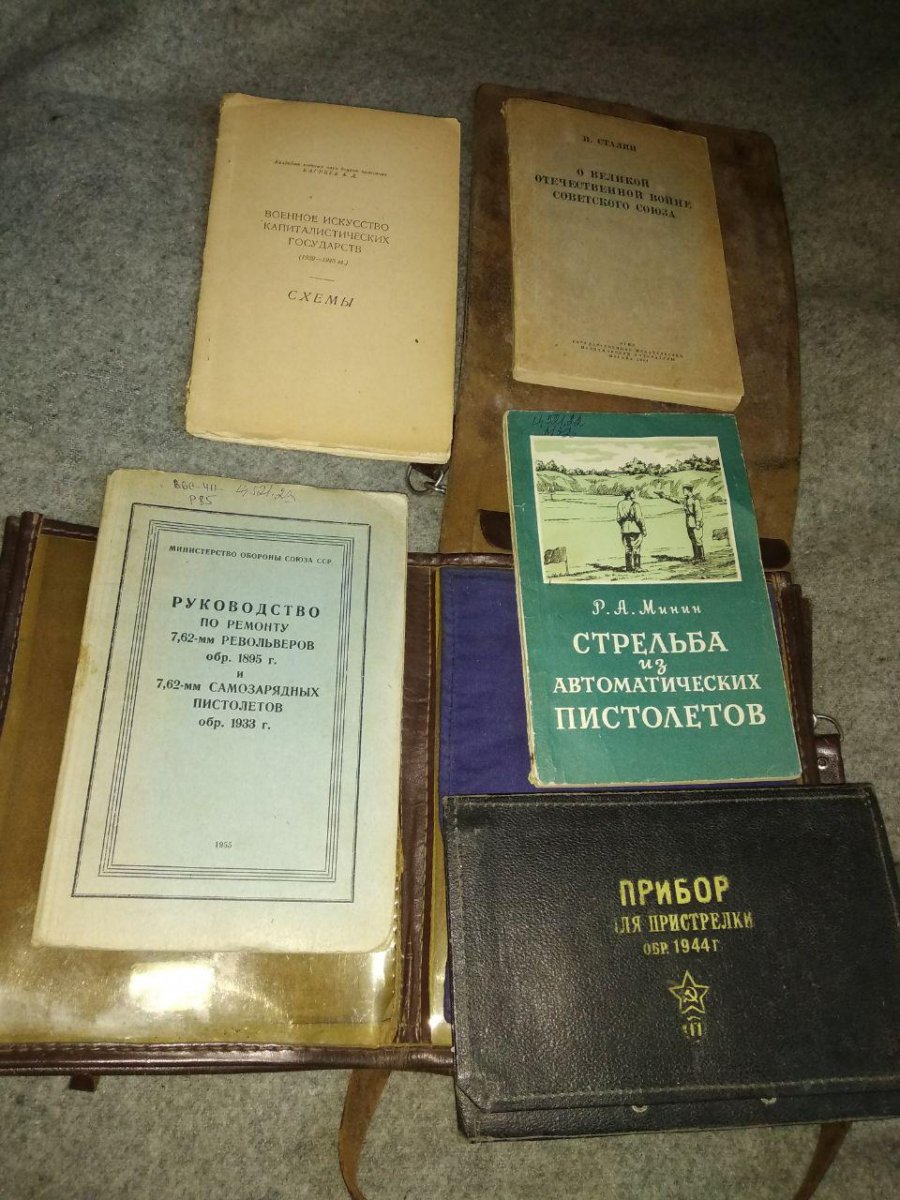 ВОЕННОЕ ИСКУССТВО
КАПИТАЛИСТИЧЕСКИХ
ГОСУДАРСТВ
СХЕМЫ
И. СТАЛИН
О ВЕЛИКОЙ
ОТЕЧЕСТВЕННОЙ ВОЙНЕ
СОВЕТСКОГО СОЮЗА
МИНИСТЕРСТВО ОБОРОНЫ СОЮЗА ССР
РУКОВОДСТВО
ПО РЕМОНТУ
7,62-мм РЕВОЛЬВЕРОВ
обр. 1895 г.
и
7,62-мм САМОЗАРЯДНЫХ
ПИСТОЛЕТОВ
обр. 1933 г.
1955
Р. А. Минин
СТРЕЛЬБА
из
АВТОМАТИЧЕСКИХ
ПИСТОЛЕТОВ
ПРИБОР
ЛЯ ПРИСТРЕЛКИ
ОБР. 1944 Г